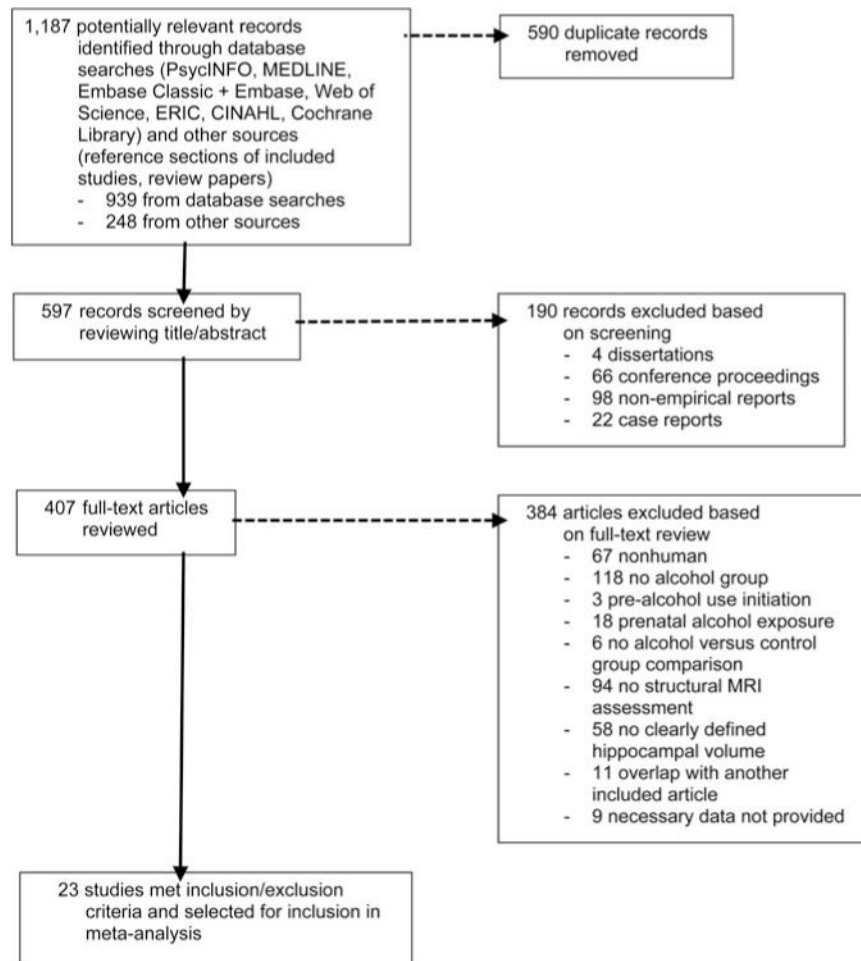 1,187 potentially relevant records
identified through database
searches (PsycINFO, MEDLINE,
Embase Classic + Embase, Web of
Science, ERIC, CINAHL, Cochrane
Library) and other sources
(reference sections of included
studies, review papers)
- 939 from database searches
- 248 from other sources
590 duplicate records
removed
597 records screened by
reviewing title/abstract
190 records excluded based
on screening
- 4 dissertations
- 66 conference proceedings
- 98 non-empirical reports
- 22 case reports
407 full-text articles
reviewed
384 articles excluded based
on full-text review
- 67 nonhuman
- 118 no alcohol group
- 3 pre-alcohol use initiation
- 18 prenatal alcohol exposure
- 6 no alcohol versus control
group comparison
- 94 no structural MRI
assessment
- 58 no clearly defined
hippocampal volume
- 11 overlap with another
included article
- 9 necessary data not provided
23 studies met inclusion/exclusion
criteria and selected for inclusion in
meta-analysis